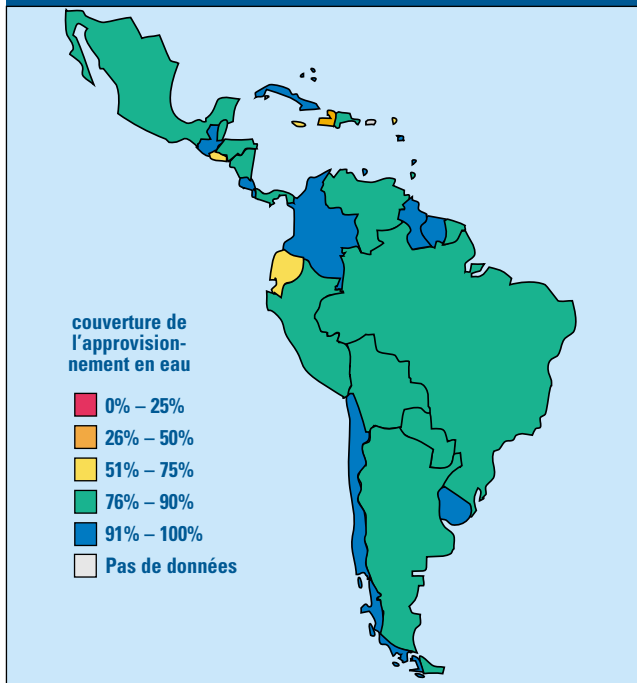 couverture de
l'approvision-
nement en eau
0% – 25%
26% – 50%
51% – 75%
76% – 90%
91% – 100%
Pas de données